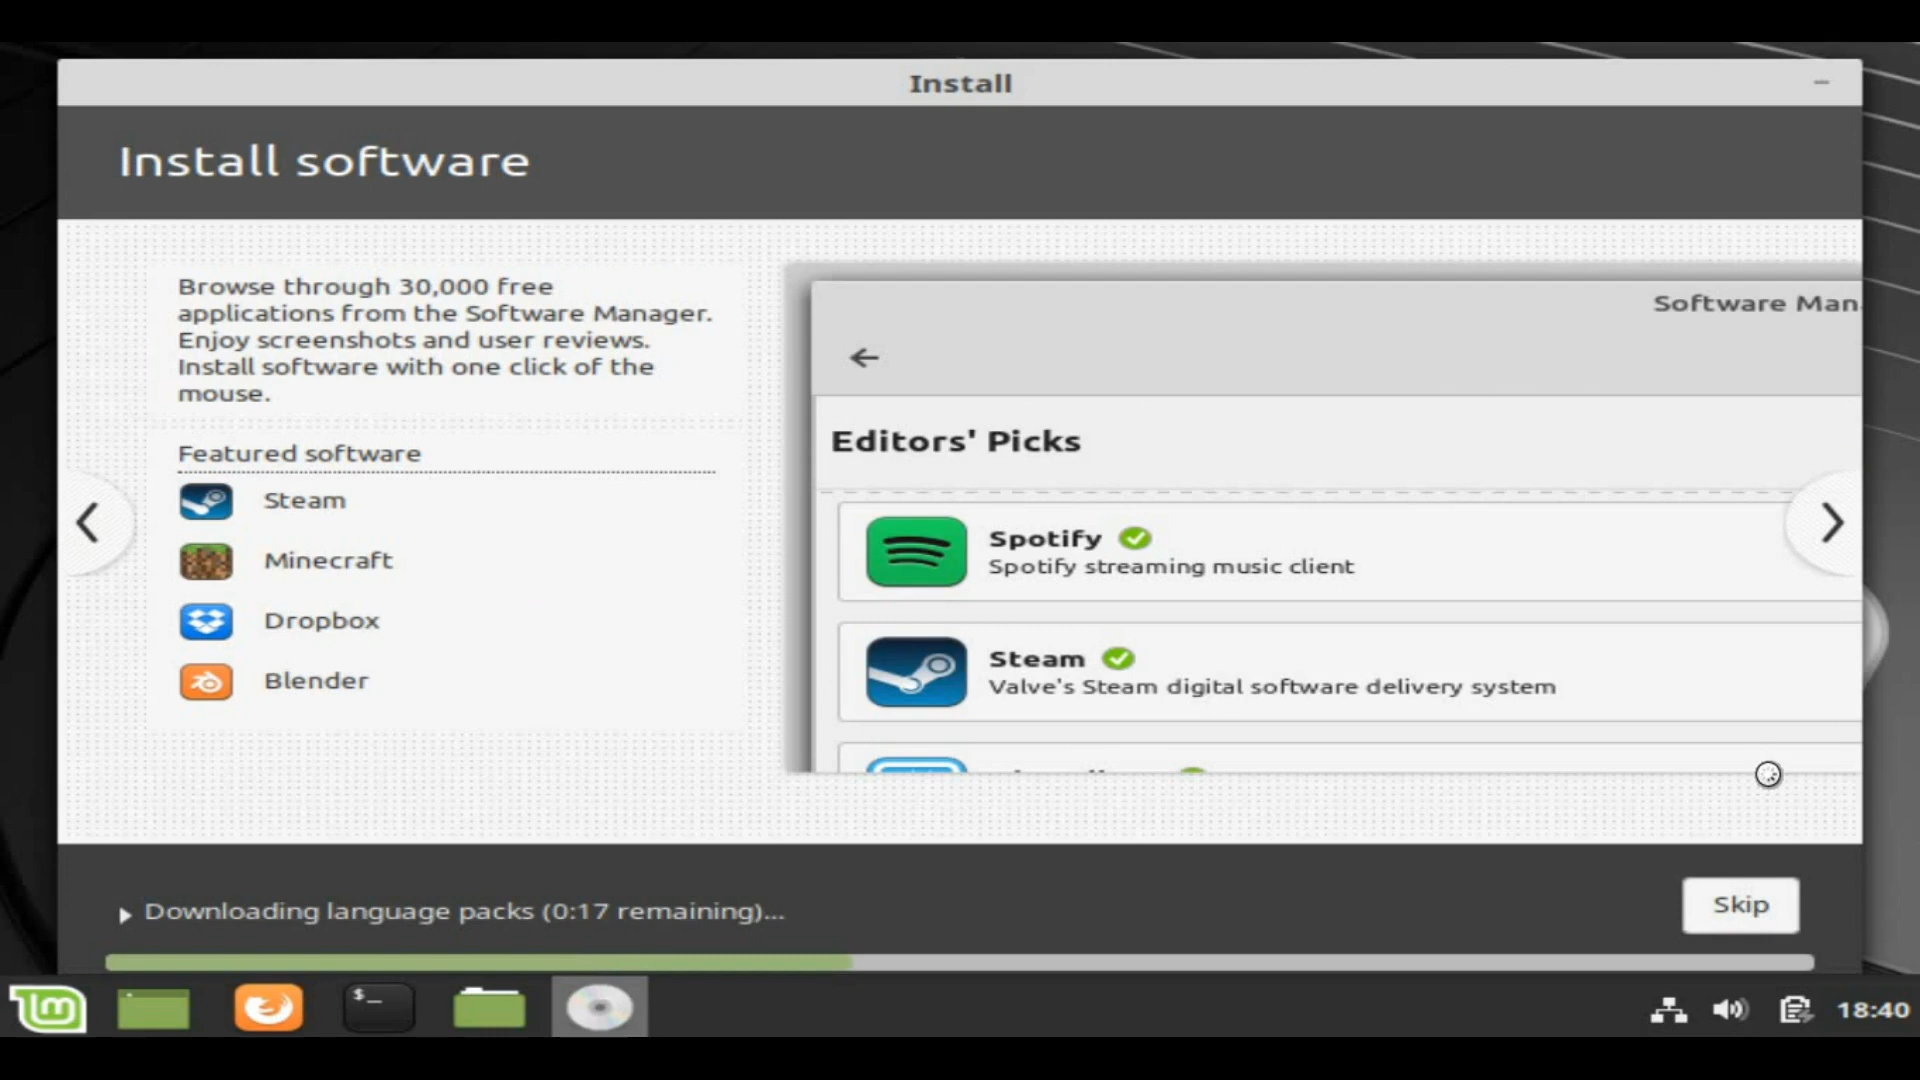 Install
Install software
Browse through 30,000 free
applications from the Software Manager.
Enjoy screenshots and user reviews.
Install software with one click of the
mouse.
Featured software
Steam
Minecraft
Dropbox
Blender
Software Man
Editors' Picks
Spotify
Spotify streaming music client
Steam
Valve's Steam digital software delivery system
Downloading language packs (0:17 remaining)...
Skip
$_
18:40